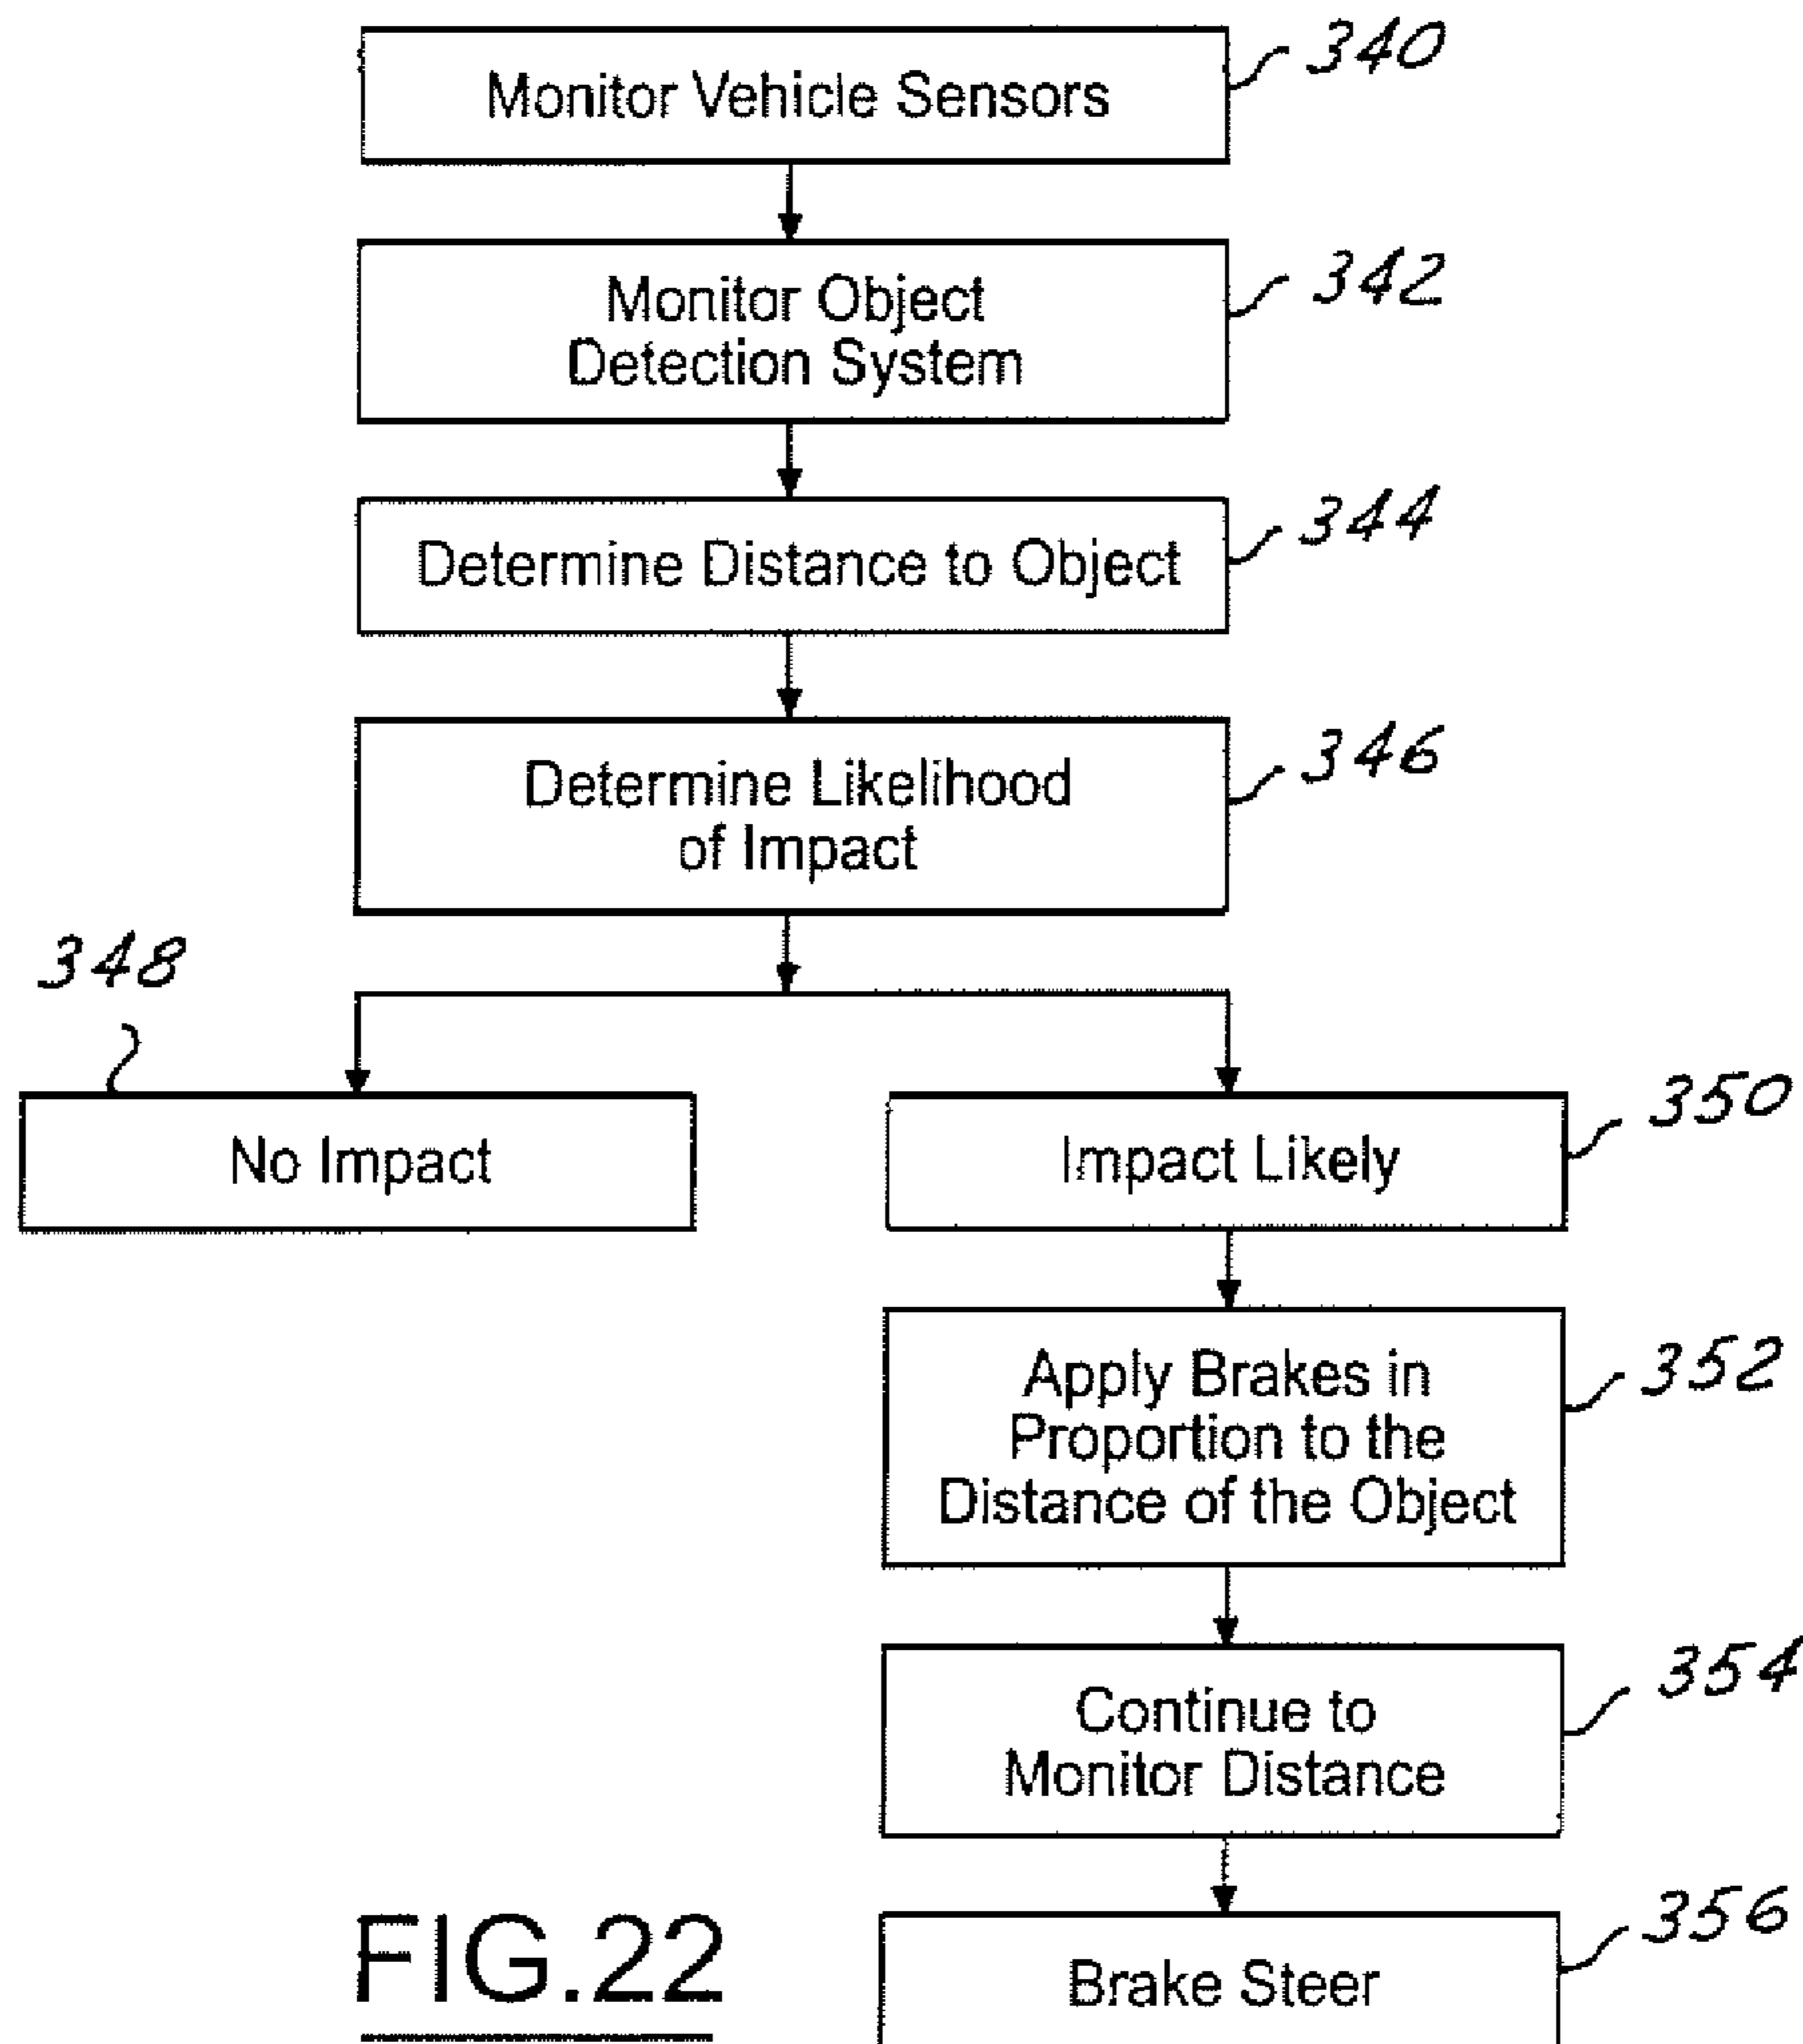 Monitor Vehicle Sensors
340
Monitor Object
Detection System
342
Determine Distance to Object
344
Determine Likelihood
of Impact
346
348
No Impact
Impact Likely
350
Apply Brakes in
Proportion to the
Distance of the Object
352
Continue to
Monitor Distance
354
Brake Steer
356
FIG.22